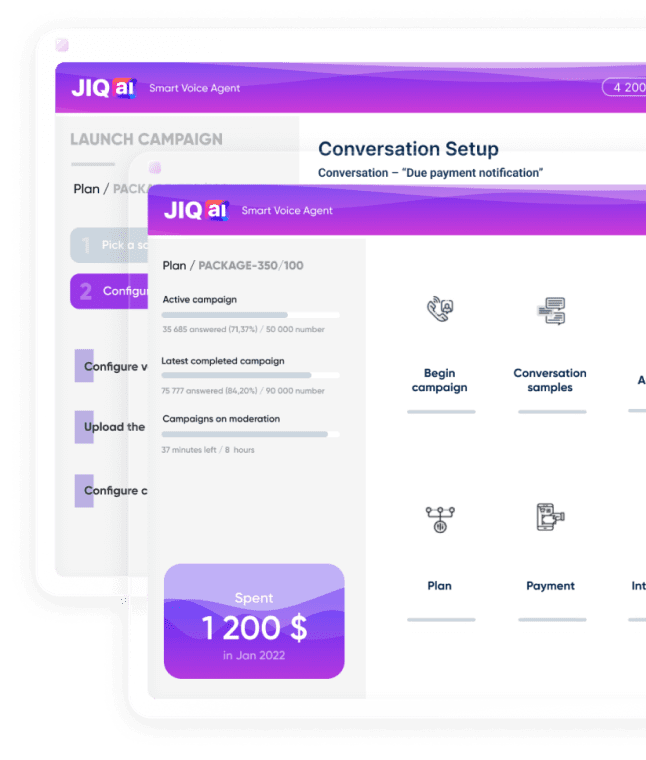 JIQ ai Smart Voice Agent 4 200
LAUNCH CAMPAIGN
Plan /
1 Pick a
2
Configure
Upload the
Configure
Conversation Setup
Conversation – "Due payment notification"
JIQ ai Smart Voice Agent
Plan / PACKAGE-350/100
Active campaign
35 685 answered (71,37%) / 50 000 number
Latest completed campaign
75 777 answered (84,20%) / 90 000 number
Campaigns on moderation
37 minutes left / 8 hours
Spent
1 200 $
in Jan 2022
Begin
campaign
Conversation
samples
Plan
Payment